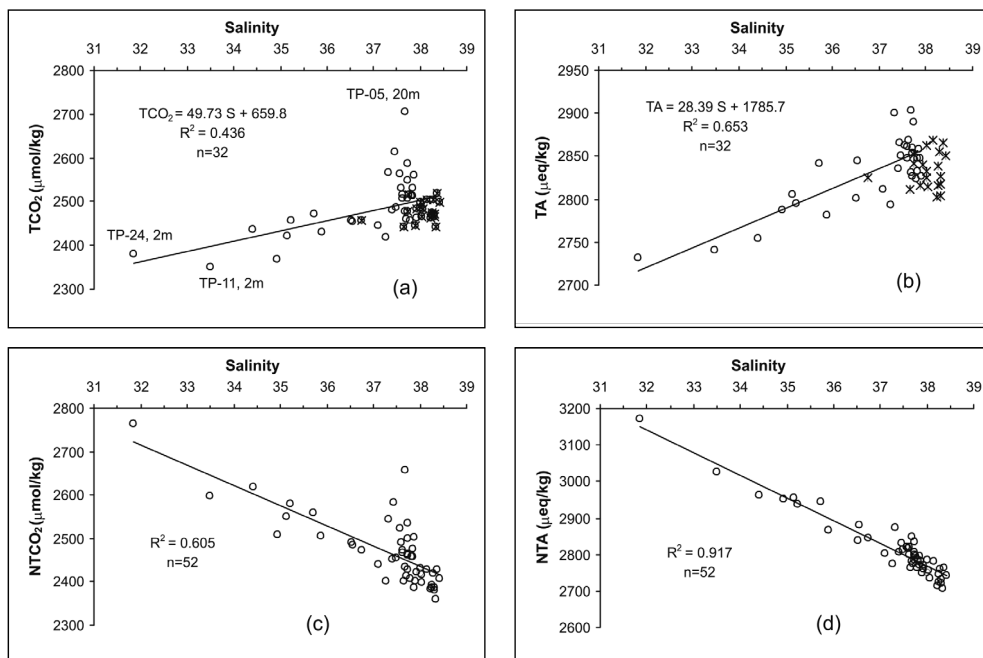 Salinity
31 32 33 34 35 36 37 38 39
2800
2700
2600
2500
2400
2300
TCO₂ (µmol/kg)
TP-05, 20m
TCO₂ = 49.73 S + 659.8
R² = 0.436
n=32
TP-24, 2m
TP-11, 2m
(a)
Salinity
31 32 33 34 35 36 37 38 39
2950
2900
2850
2800
2750
2700
TA (µeq/kg)
TA = 28.39 S + 1785.7
R² = 0.653
n=32
(b)
Salinity
31 32 33 34 35 36 37 38 39
2800
2700
2600
2500
2400
2300
NTCO₂ (µmol/kg)
R² = 0.605
n=52
(c)
Salinity
31 32 33 34 35 36 37 38 39
3200
3100
3000
2900
2800
2700
2600
NTA (µeq/kg)
R² = 0.917
n=52
(d)